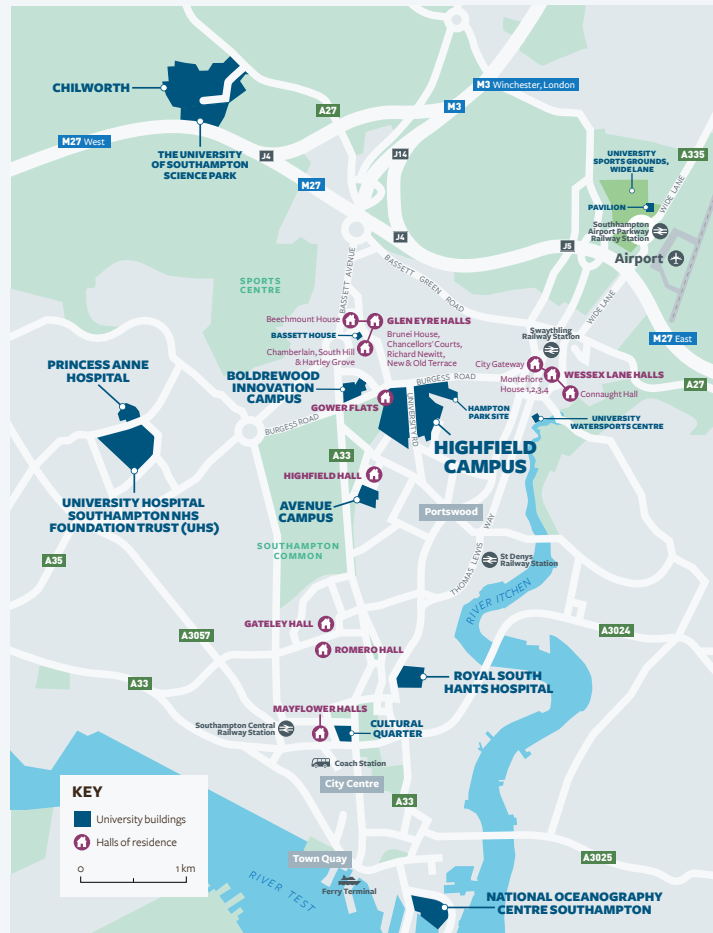 M3 Winchester, London
CHILWORTH
M3
A27
M27 West
THE UNIVERSITY
OF SOUTHAMPTON
SCIENCE PARK
J4
J14
UNIVERSITY
SPORTS GROUNDS,
WIDE LANE
A335
M27
PAVILION
WIDE LANE
Southhampton
Airport Parkway
Railway Station
J4
J5
Airport
BASSETT AVENUE
BASSETT GREEN ROAD
SPORTS
CENTRE
WIDE LANE
Beechmount House
GLEN EYRE HALLS
BASSETT HOUSE
Brunei House,
Chancellors' Courts,
Richard Newitt,
New & Old Terrace
Chamberlain, South Hill
& Hartley Grove
Swaythling
Railway Station
M27 East
PRINCESS ANNE
HOSPITAL
BOLDREWOOD
INNOVATION
CAMPUS
City Gateway
WESSEX LANE HALLS
Montefiore
House 1,2,3,4
Connaught Hall
A27
BURGESS ROAD
GOWER FLATS
UNIVERSITY RD
HAMPTON
PARK SITE
UNIVERSITY
WATERSPORTS CENTRE
BURGESS ROAD
HIGHFIELD
CAMPUS
A33
HIGHFIELD HALL
UNIVERSITY HOSPITAL
SOUTHAMPTON NHS
FOUNDATION TRUST (UHS)
AVENUE
CAMPUS
Portswood
THOMAS LEWIS WAY
SOUTHAMPTON
COMMON
A35
St Denys
Railway Station
RIVER ITCHEN
GATELEY HALL
A3057
A3024
ROMERO HALL
A33
ROYAL SOUTH
HANTS HOSPITAL
MAYFLOWER HALLS
Southampton Central
Railway Station
CULTURAL
QUARTER
Coach Station
City Centre
A33
KEY
University buildings
Halls of residence
0
1 km
Town Quay
A3025
RIVER TEST
Ferry Terminal
NATIONAL OCEANOGRAPHY
CENTRE SOUTHAMPTON